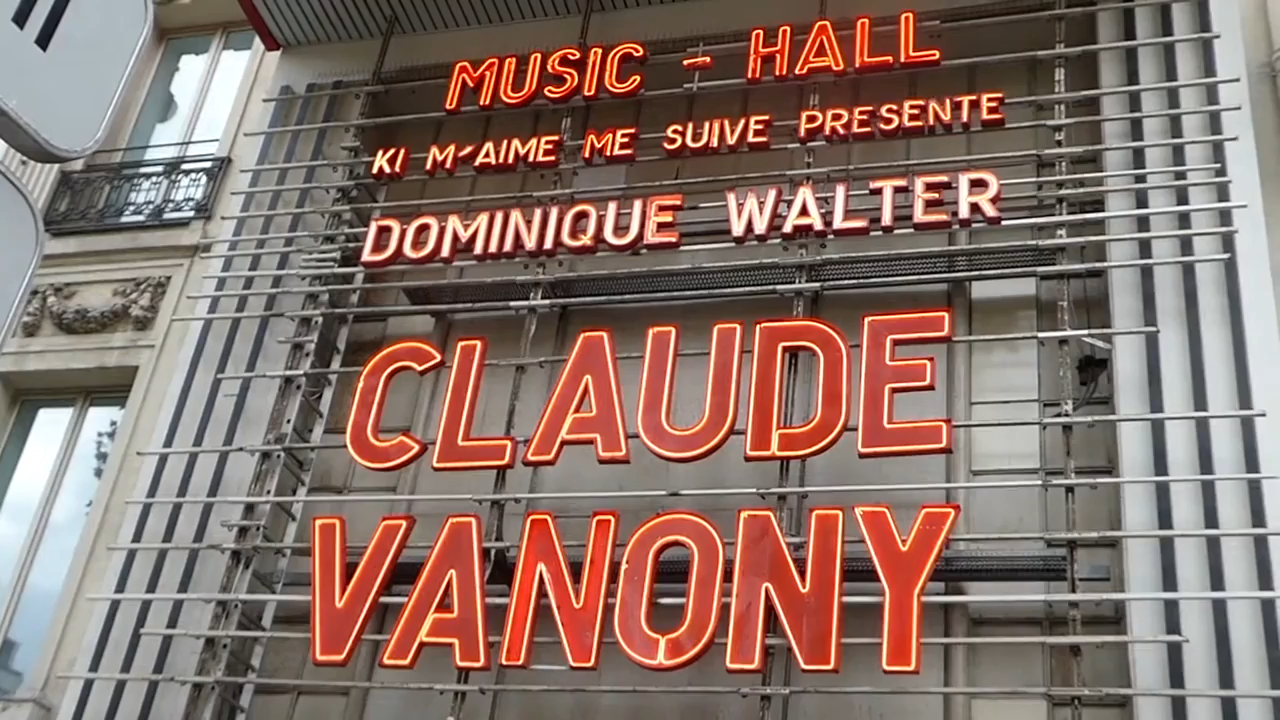 MUSIC - HALL
KI M'AIME ME SUIVE PRESENTE
DOMINIQUE WALTER
CLAUDE
VANONY